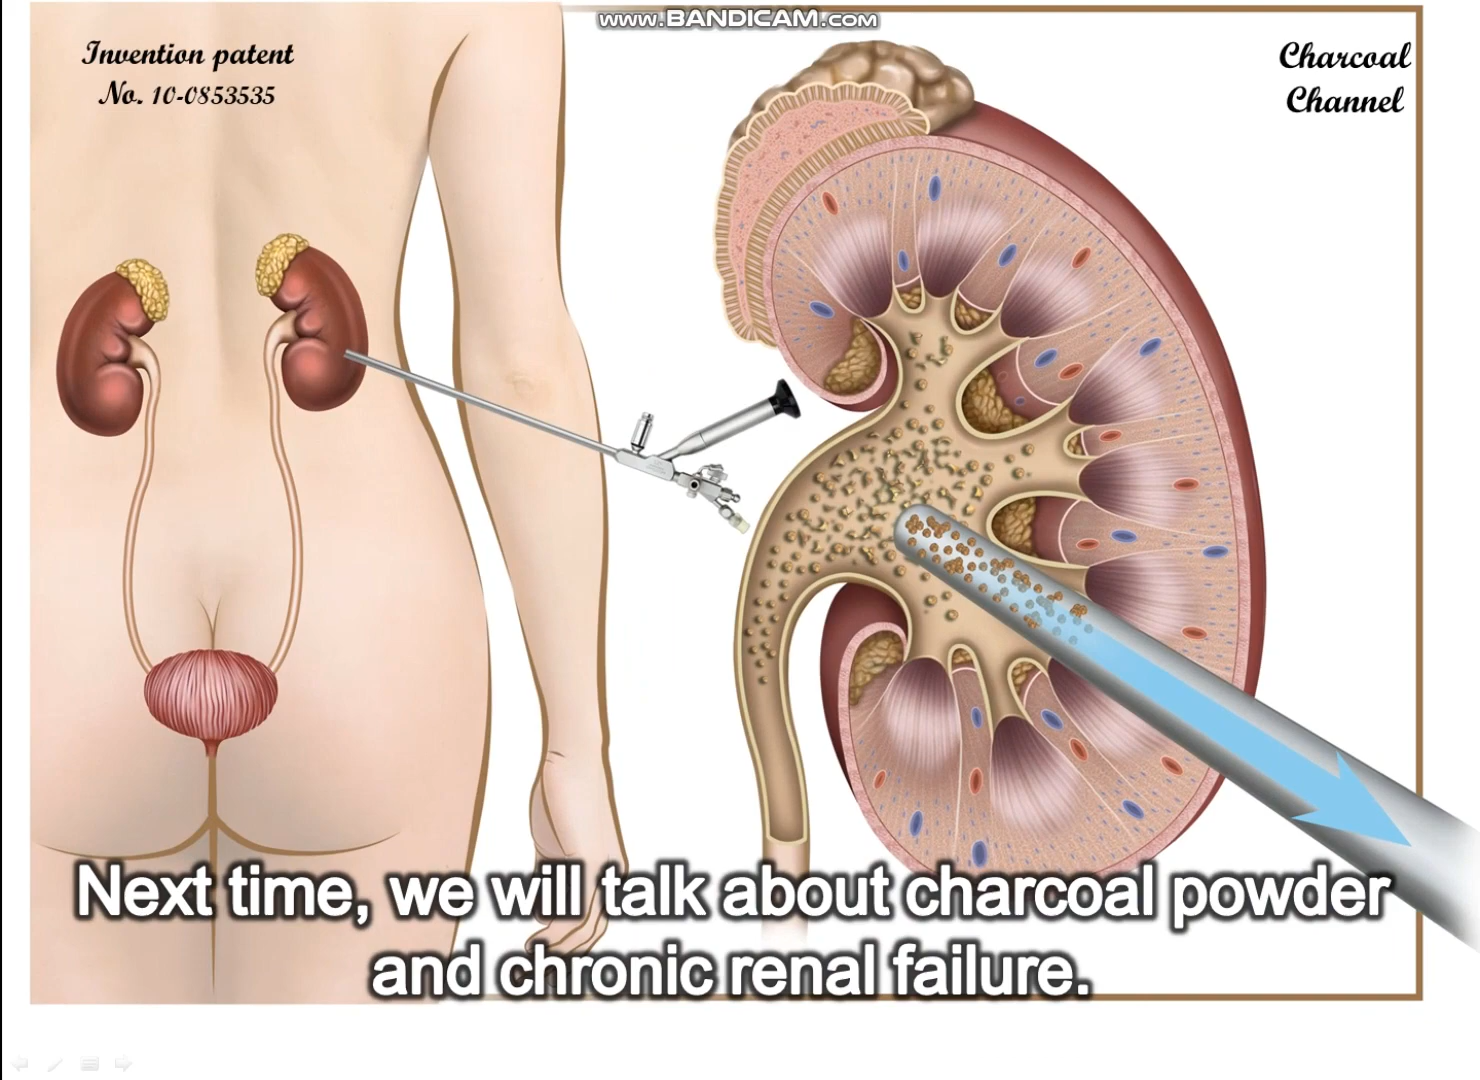 www.BANDICAM.com
Invention patent
No. 10-0853535
Charcoal
Channel
Next time, we will talk about charcoal powder
and chronic renal failure.